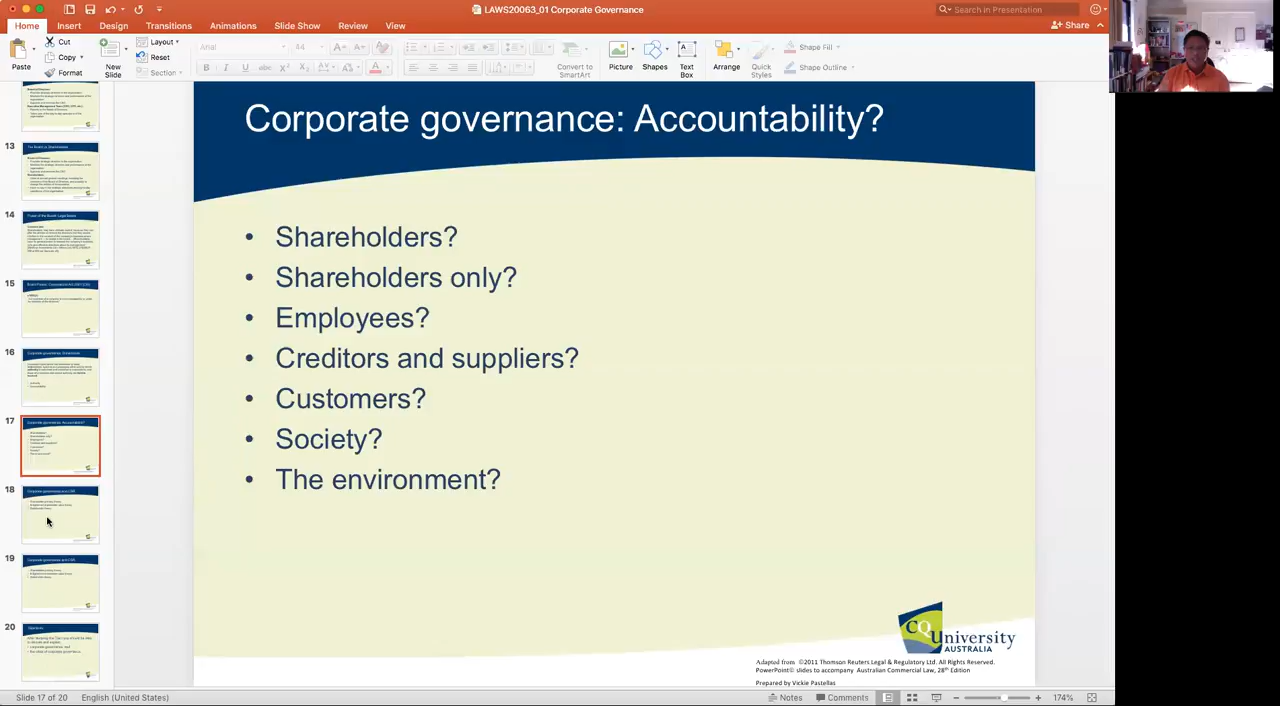 LAWS20063_01 Corporate Governance
Search in Presentation
Home Insert Design Transitions Animations Slide Show Review View
Share
Paste
Cut
Copy
Format
New Slide
Layout
Reset
Section
Arial 44
Convert to SmartArt
Picture
Shapes
Text Box
Arrange
Quick Styles
Shape Fill
Shape Outline
13
14
15
16
17
18
19
20
Corporate governance: Accountability?
• Shareholders?
• Shareholders only?
• Employees?
• Creditors and suppliers?
• Customers?
• Society?
• The environment?
CQUniversity
AUSTRALIA
Adapted from ©2011 Thomson Reuters Legal & Regulatory Ltd. All Rights Reserved.
PowerPoint© slides to accompany Australian Commercial Law, 28th Edition
Prepared by Vickie Pastellas
Slide 17 of 20 English (United States)
Notes Comments 174%